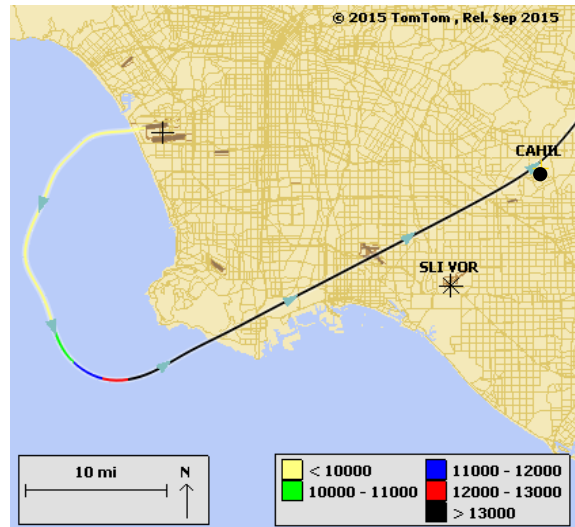 © 2015 TomTom , Rel. Sep 2015
CAHIL
SLI VOR
10 mi
N
< 10000
10000 - 11000
11000 - 12000
12000 - 13000
> 13000